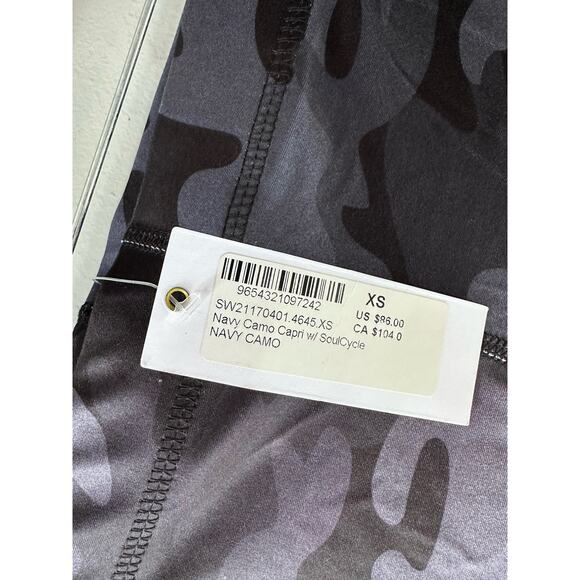 9654321097242
XS
SW21170401.4645.XS
US $86.00
Navy Camo Capri w/ SoulCycle
CA $104.0
NAVY CAMO